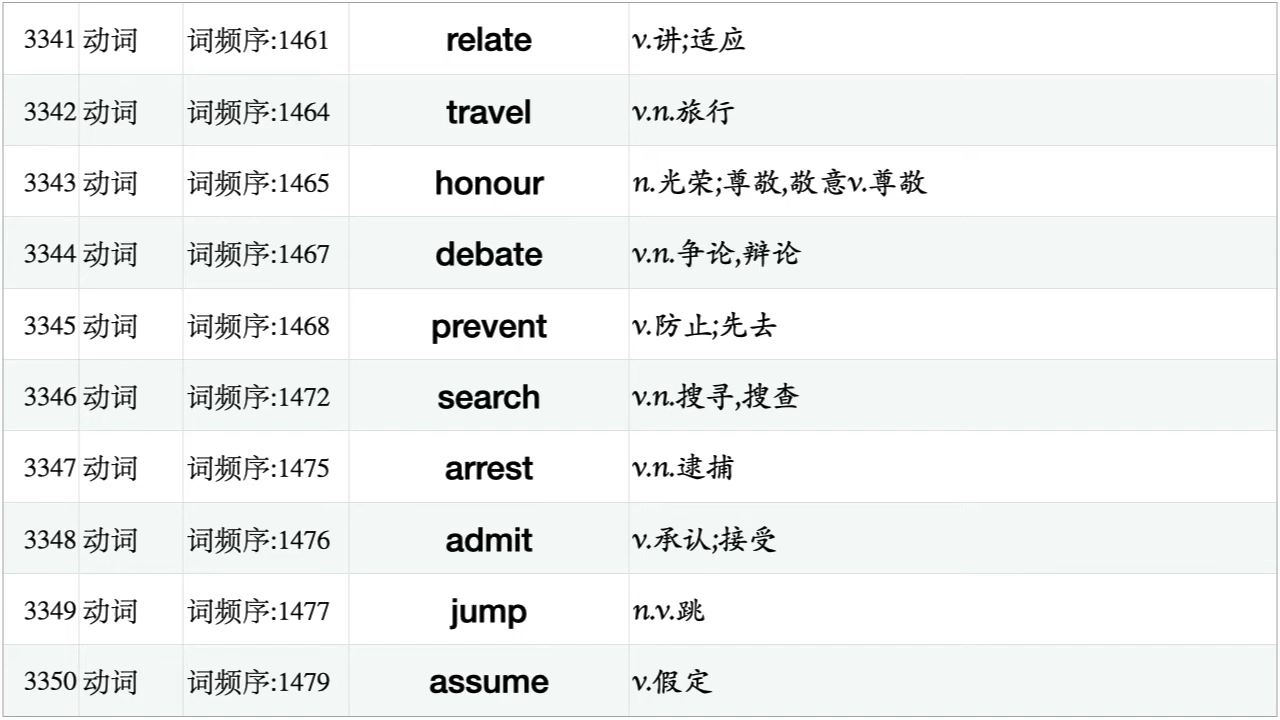 3341 动词 词频序:1461 relate v.讲;适应
3342 动词 词频序:1464 travel v.n.旅行
3343 动词 词频序:1465 honour n.光荣;尊敬,敬意v.尊敬
3344 动词 词频序:1467 debate v.n.争论,辩论
3345 动词 词频序:1468 prevent v.防止;先去
3346 动词 词频序:1472 search v.n.搜寻,搜查
3347 动词 词频序:1475 arrest v.n.逮捕
3348 动词 词频序:1476 admit v.承认;接受
3349 动词 词频序:1477 jump n.v.跳
3350 动词 词频序:1479 assume v.假定